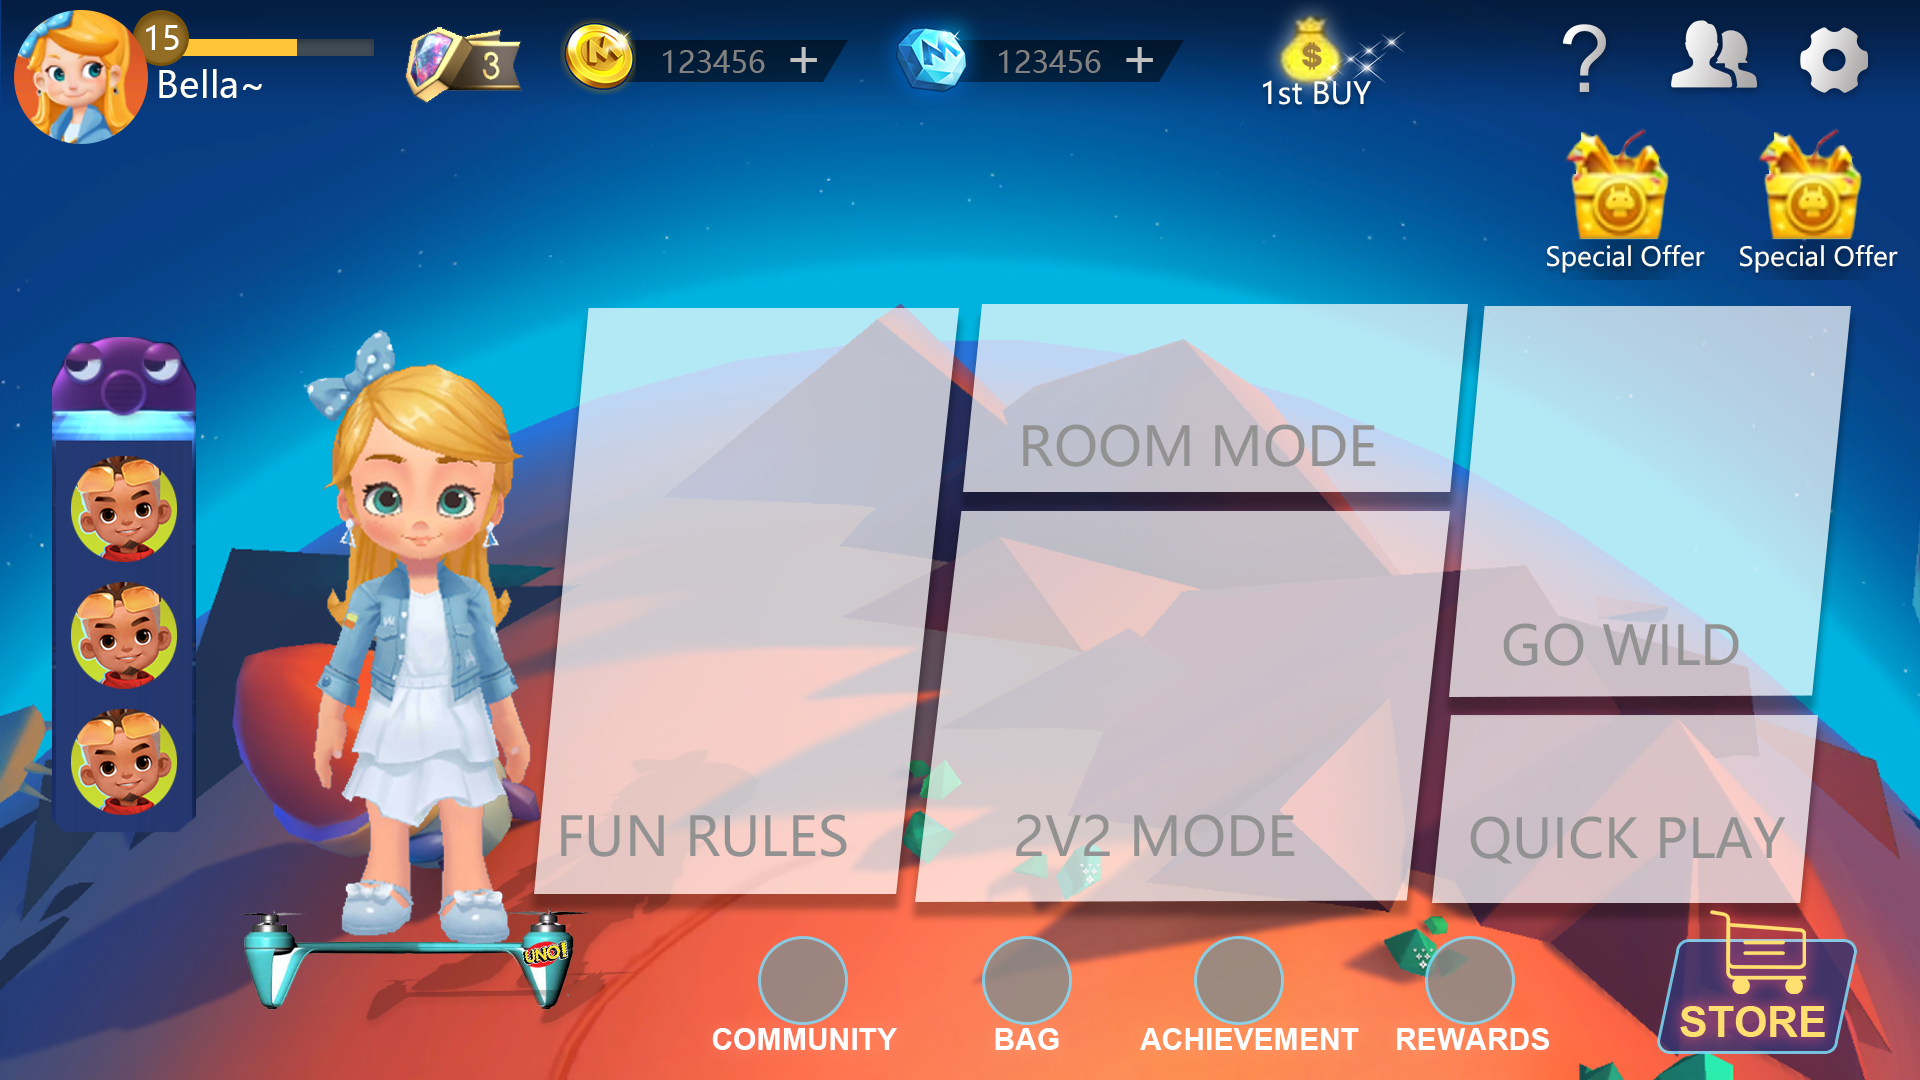 15
Bella~
3
123456 +
123456 +
$
1st BUY
?
Special Offer
Special Offer
ROOM MODE
GO WILD
FUN RULES
2V2 MODE
QUICK PLAY
UNO!
COMMUNITY
BAG
ACHIEVEMENT
REWARDS
STORE